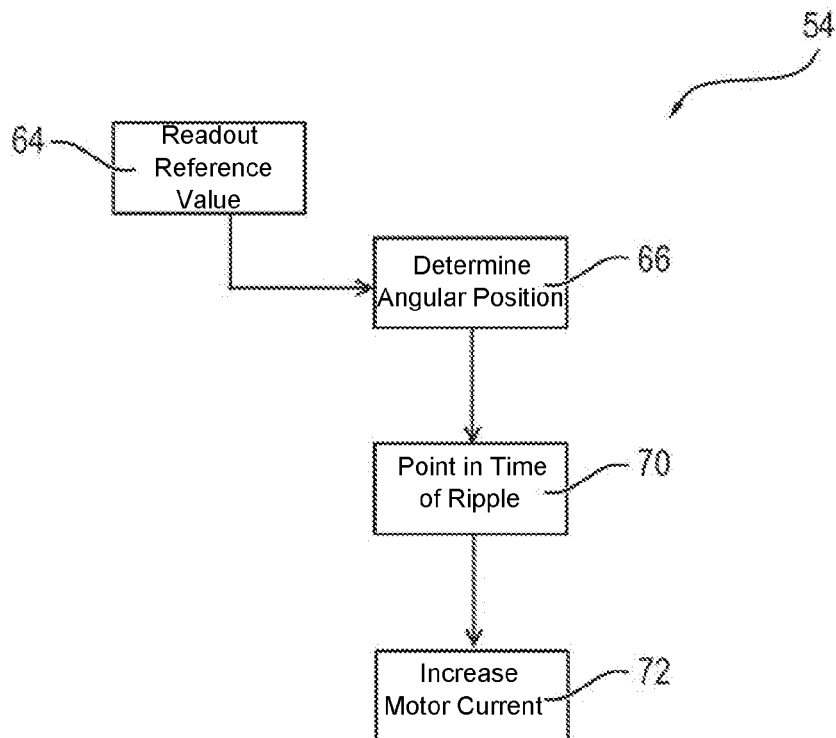 54
64
Readout
Reference
Value
Determine
Angular Position
66
Point in Time
of Ripple
70
Increase
Motor Current
72